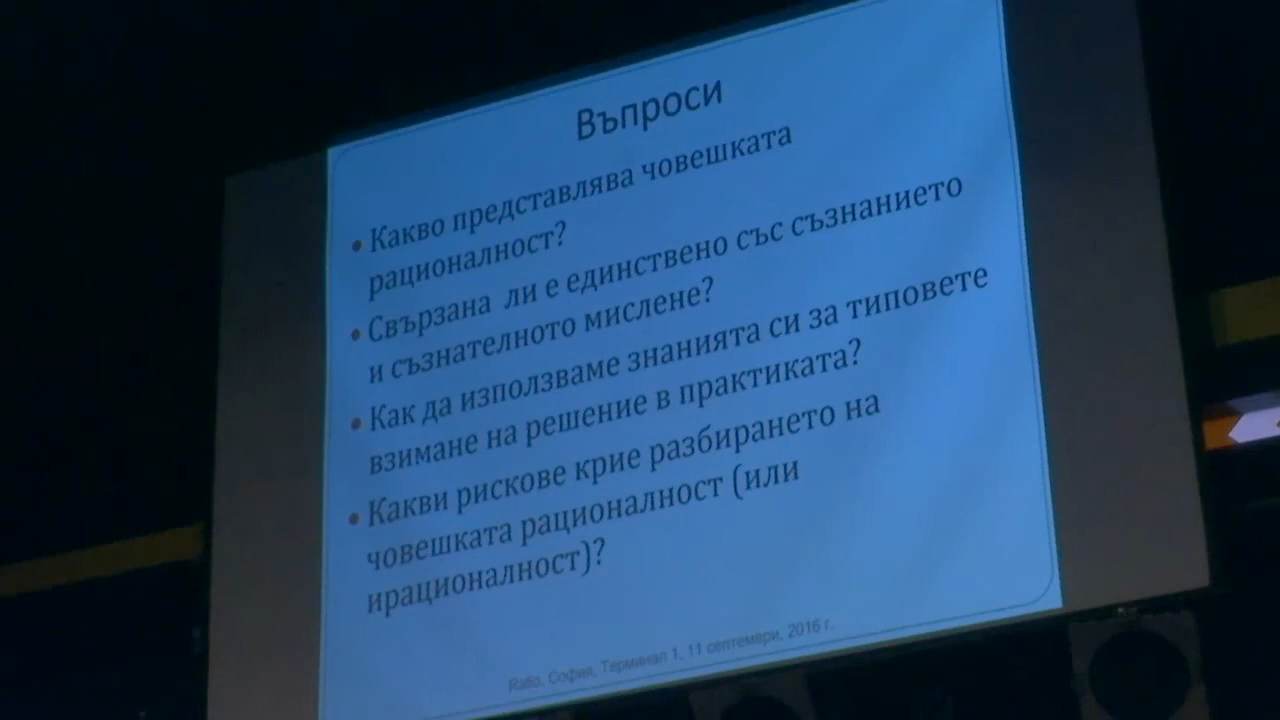 Въпроси
• Какво представлява човешката
рационалност?
• Свързана ли е единствено със съзнанието
и съзнателното мислене?
• Как да използваме знанията си за типовете
взимане на решение в практиката?
• Какви рискове крие разбирането на
човешката рационалност (или
ирационалност)?
Ratio, София, Терминал 1, 11 септември, 2016 г.